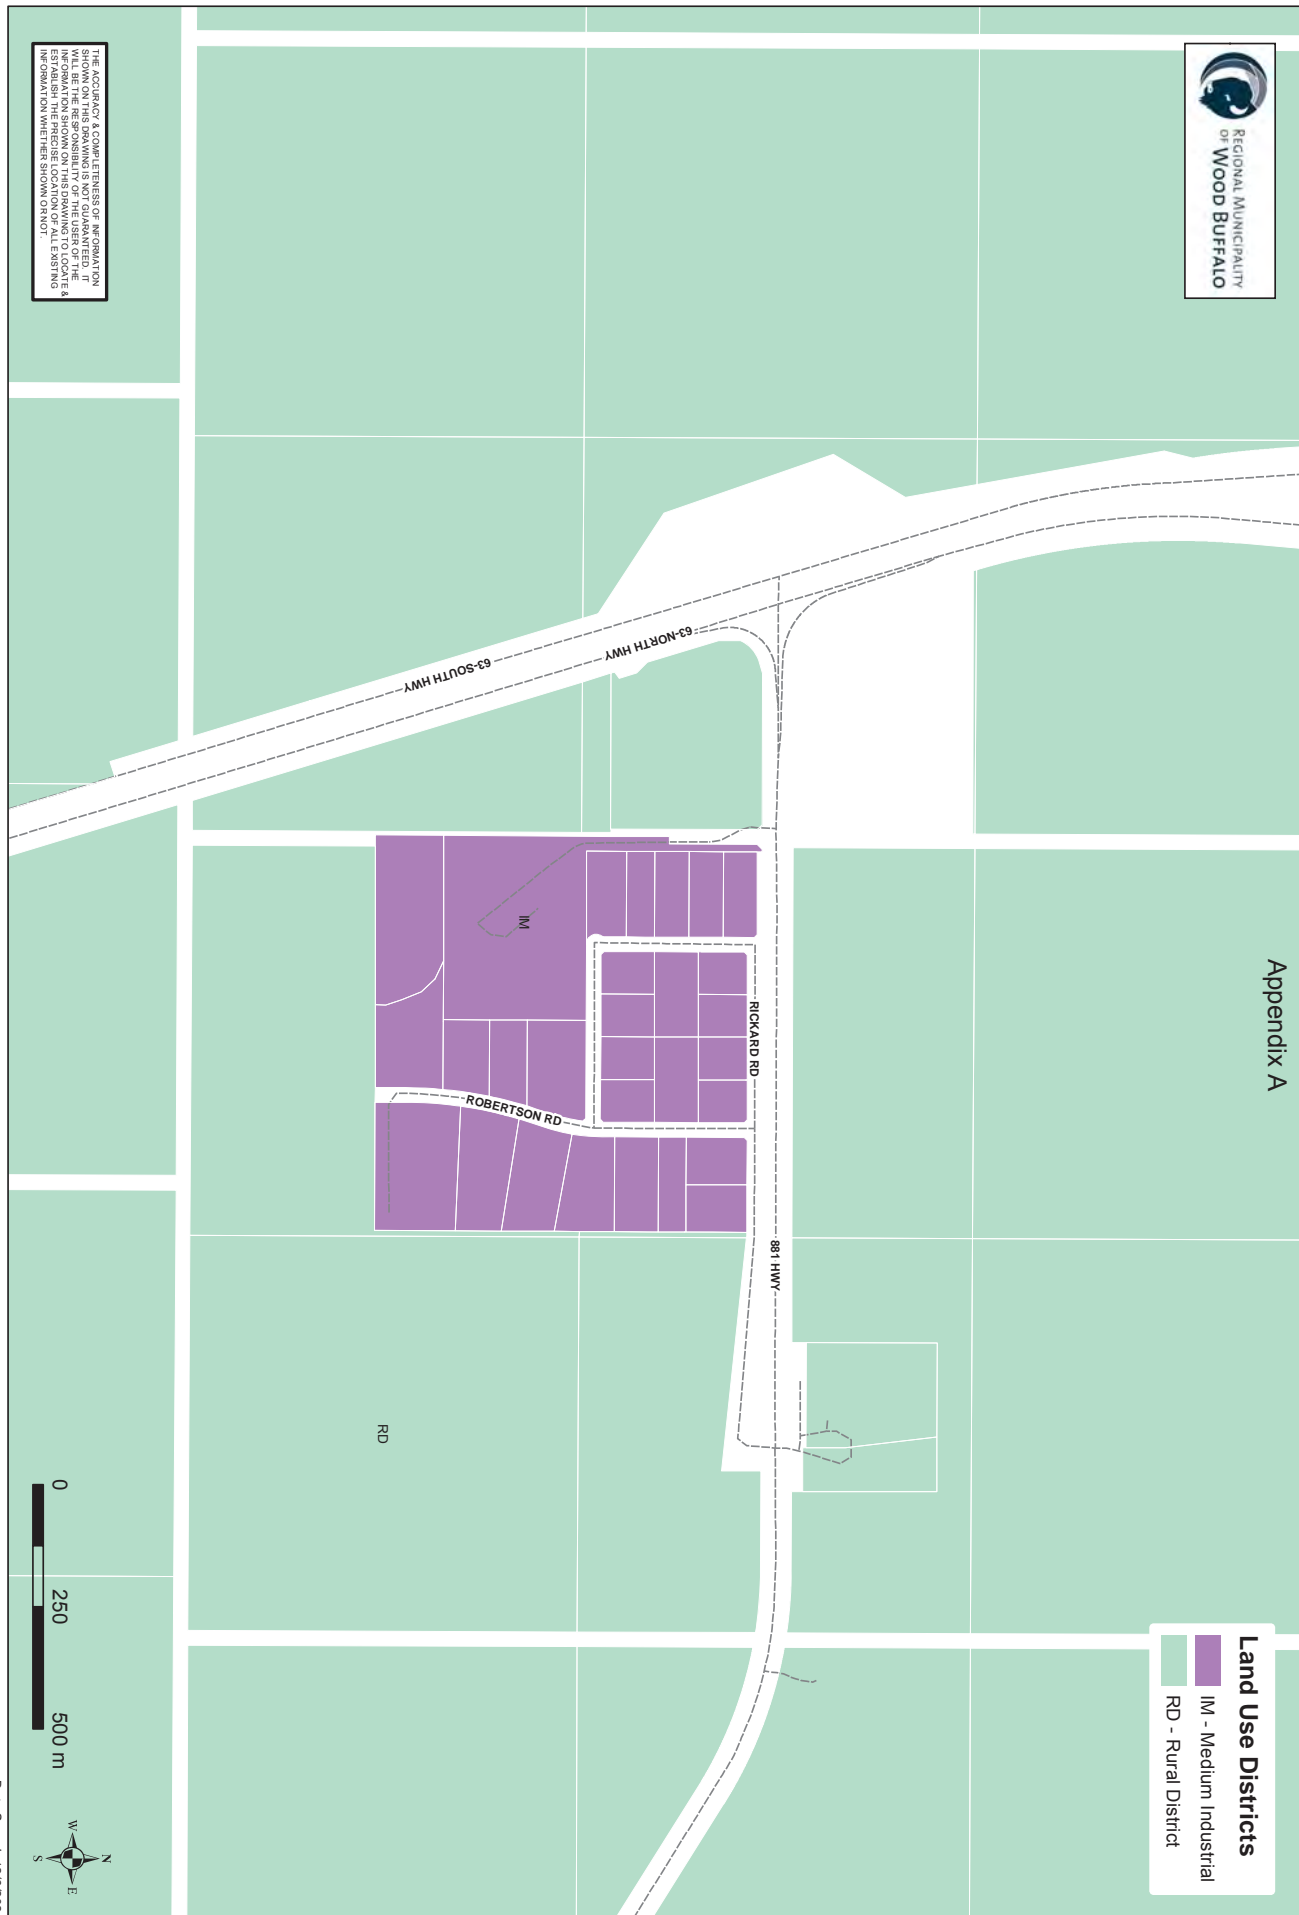 Appendix A
REGIONAL MUNICIPALITY
OF WOOD BUFFALO
Land Use Districts
IM - Medium Industrial
RD - Rural District
63-NORTH HWY
63-SOUTH HWY
881 HWY
RICKARD RD
ROBERTSON RD
IM
RD
THE ACCURACY & COMPLETENESS OF INFORMATION
SHOWN ON THIS DRAWING IS NOT GUARANTEED. IT
WILL BE THE RESPONSIBILITY OF THE USER OF THE
INFORMATION SHOWN ON THIS DRAWING TO LOCATE &
ESTABLISH THE PRECISE LOCATION OF ALL EXISTING
INFORMATION WHETHER SHOWN OR NOT.
0 250 500 m
N
W E
S